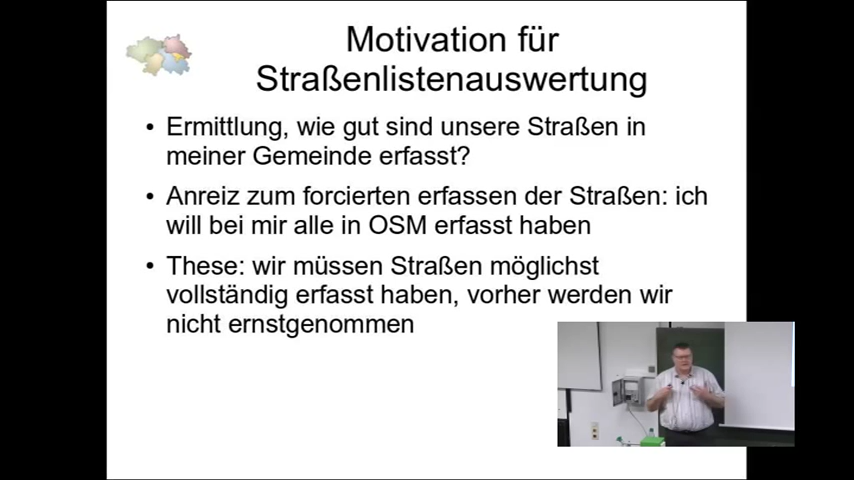 Motivation für
Straßenlistenauswertung
• Ermittlung, wie gut sind unsere Straßen in
meiner Gemeinde erfasst?
• Anreiz zum forcierten erfassen der Straßen: ich
will bei mir alle in OSM erfasst haben
• These: wir müssen Straßen möglichst
vollständig erfasst haben, vorher werden wir
nicht ernstgenommen